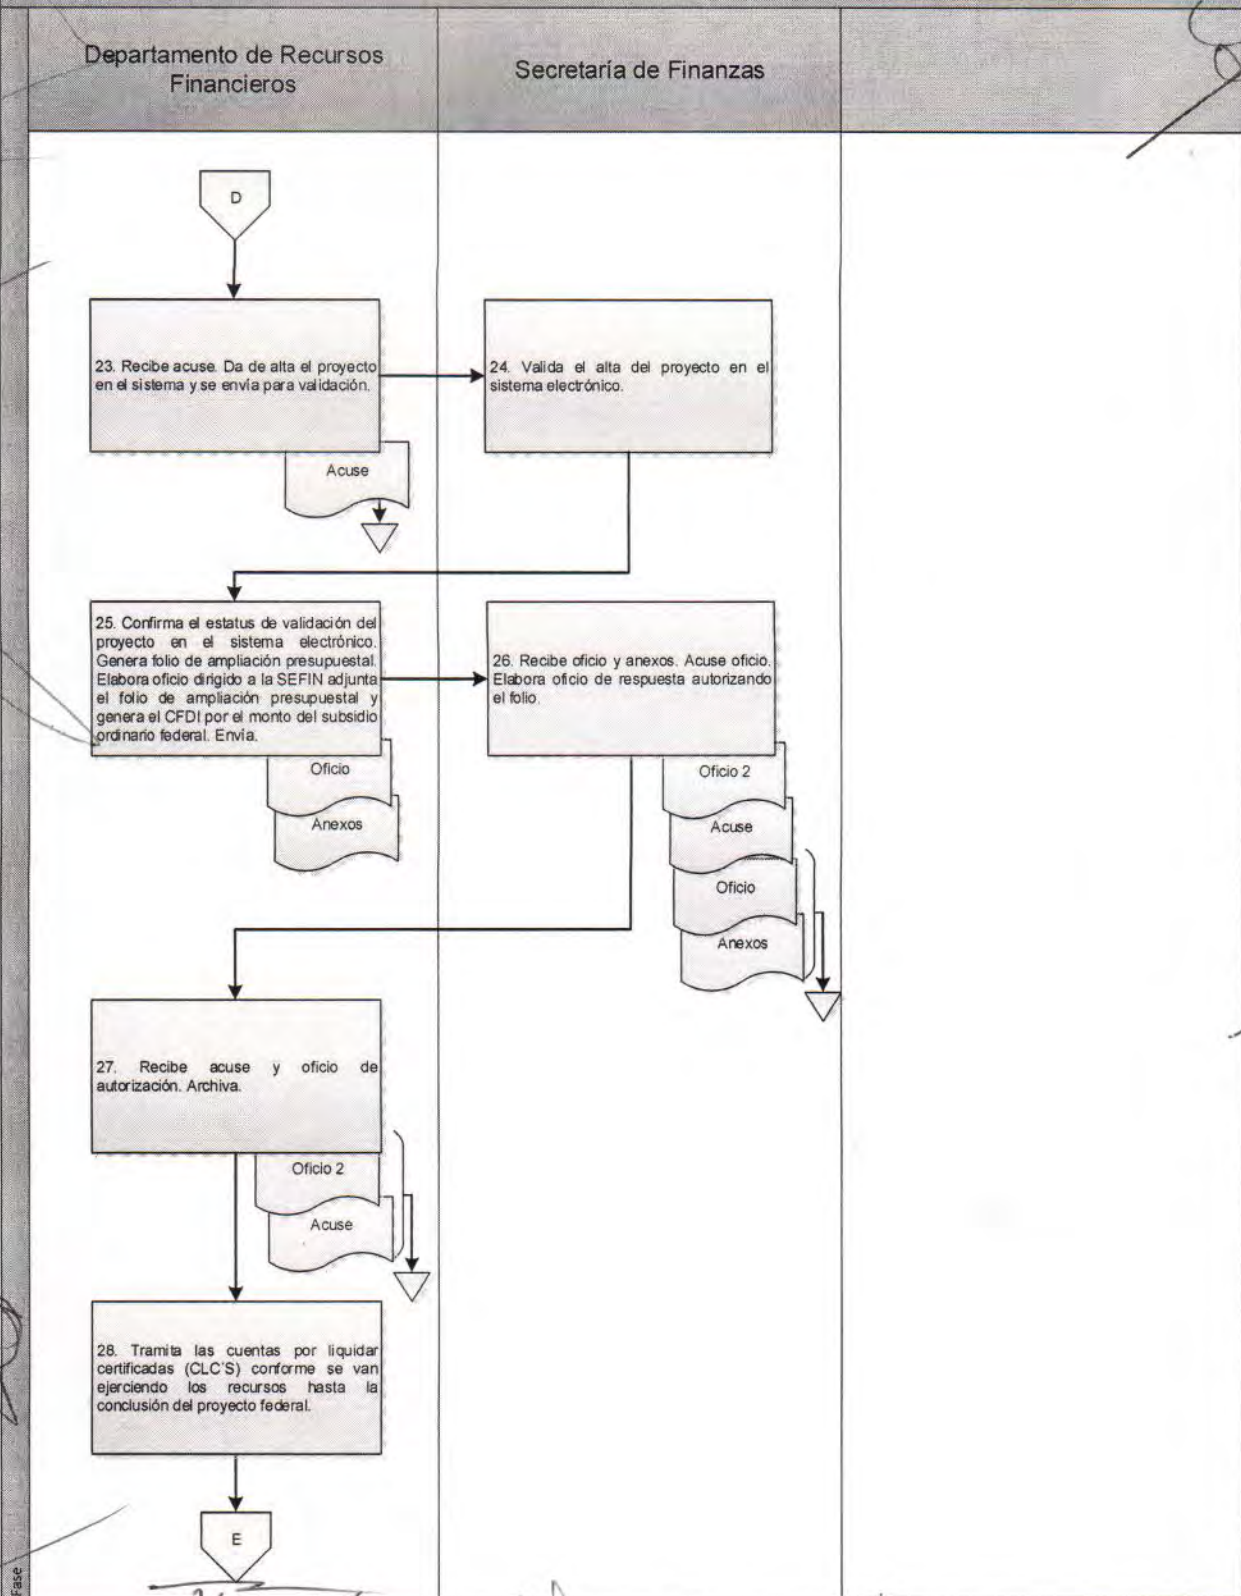 Departamento de Recursos
Financieros
Secretaría de Finanzas
D
23. Recibe acuse. Da de alta el proyecto
en el sistema y se envía para validación.
Acuse
24. Valida el alta del proyecto en el
sistema electrónico.
25. Confirma el estatus de validación del
proyecto en el sistema electrónico.
Genera folio de ampliación presupuestal.
Elabora oficio dirigido a la SEFIN adjunta
el folio de ampliación presupuestal y
genera el CFDI por el monto del subsidio
ordinario federal. Envía.
Oficio
Anexos
26. Recibe oficio y anexos. Acuse oficio.
Elabora oficio de respuesta autorizando
el folio.
Oficio 2
Acuse
Oficio
Anexos
27. Recibe acuse y oficio de
autorización. Archiva.
Oficio 2
Acuse
28. Tramita las cuentas por liquidar
certificadas (CLC'S) conforme se van
ejerciendo los recursos hasta la
conclusión del proyecto federal.
E
Fase